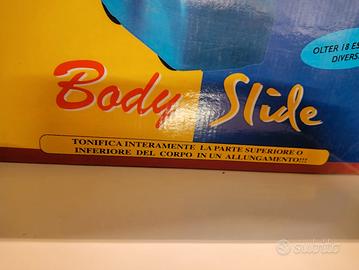 OLTER 18 ES
DIVERS
Body Slide
TONIFICA INTERAMENTE LA PARTE SUPERIORE O
INFERIORE DEL CORPO IN UN ALLUNGAMENTO!!!
subito